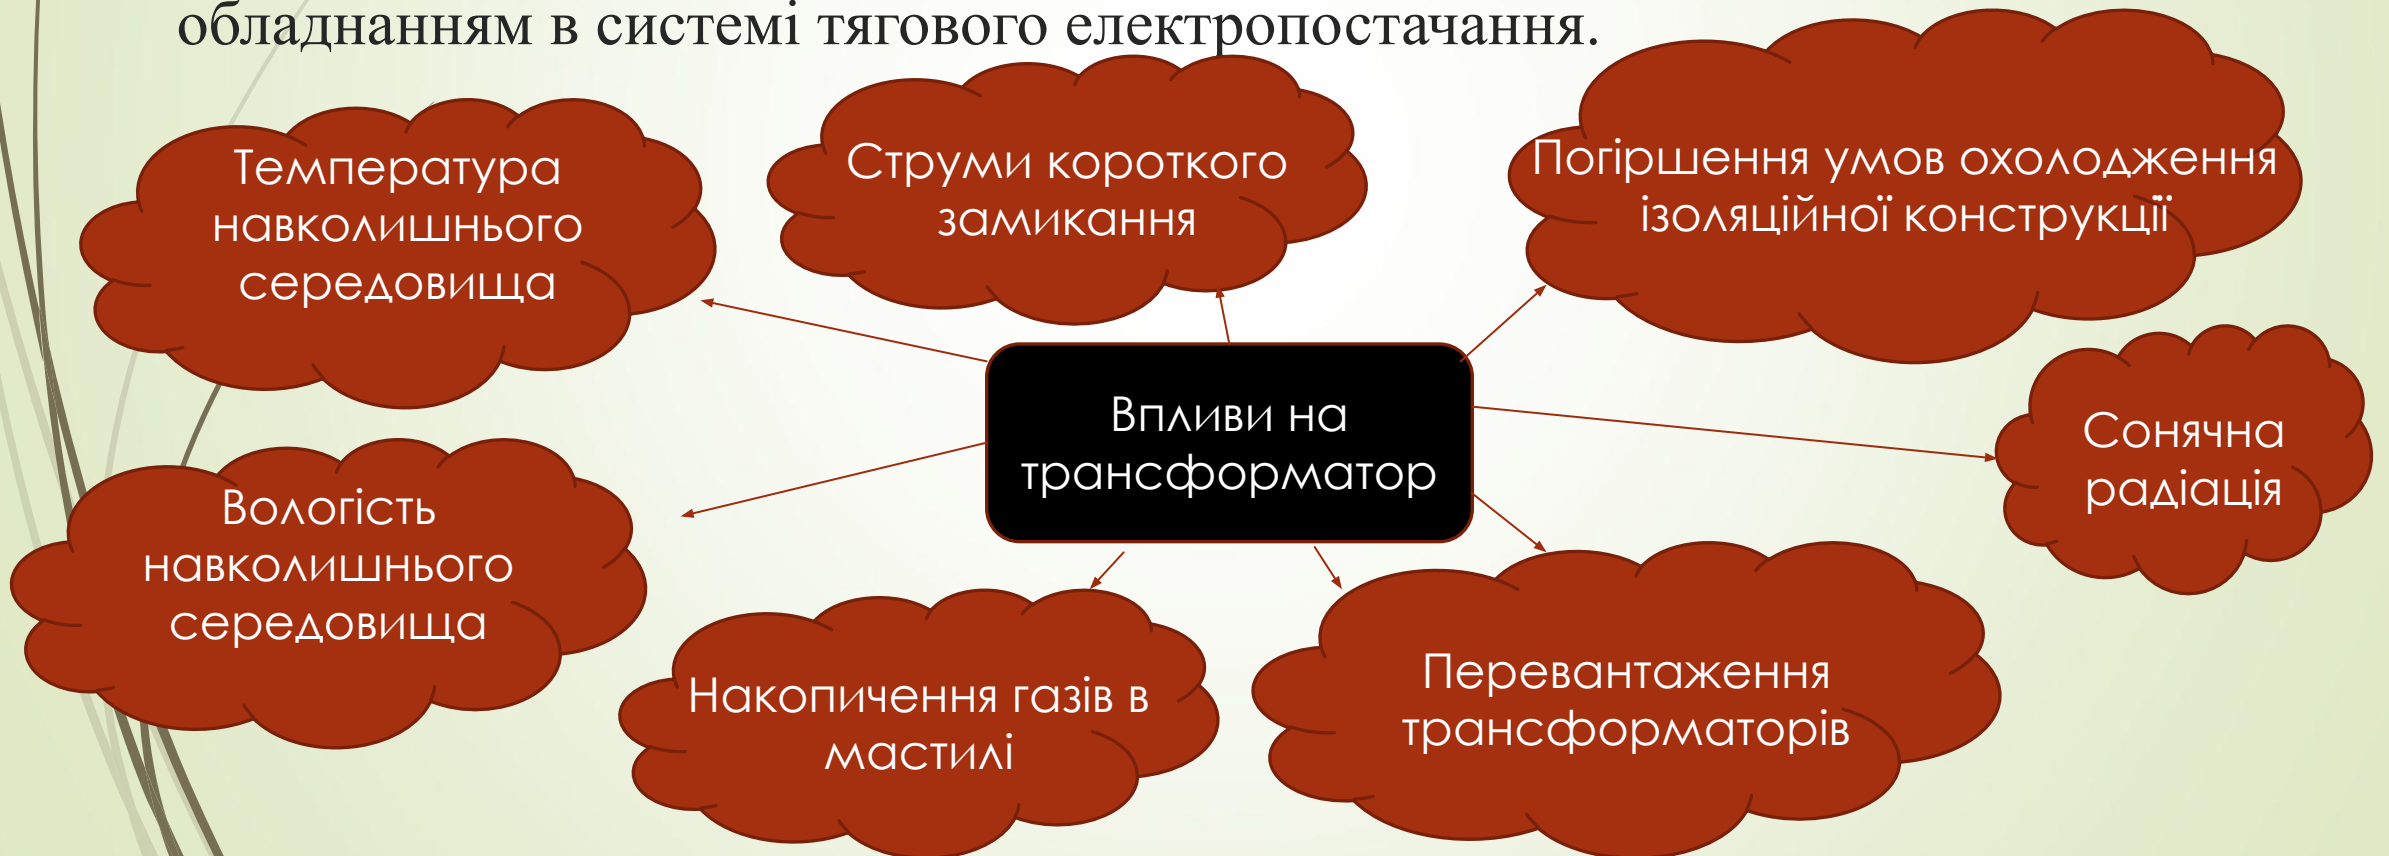 обладнанням в системі тягового електропостачання.
Температура
навколишнього
середовища
Струми короткого
замикання
Погіршення умов охолодження
ізоляційної конструкції
Впливи на
трансформатор
Сонячна
радіація
Вологість
навколишнього
середовища
Накопичення газів в
мастилі
Перевантаження
трансформаторів